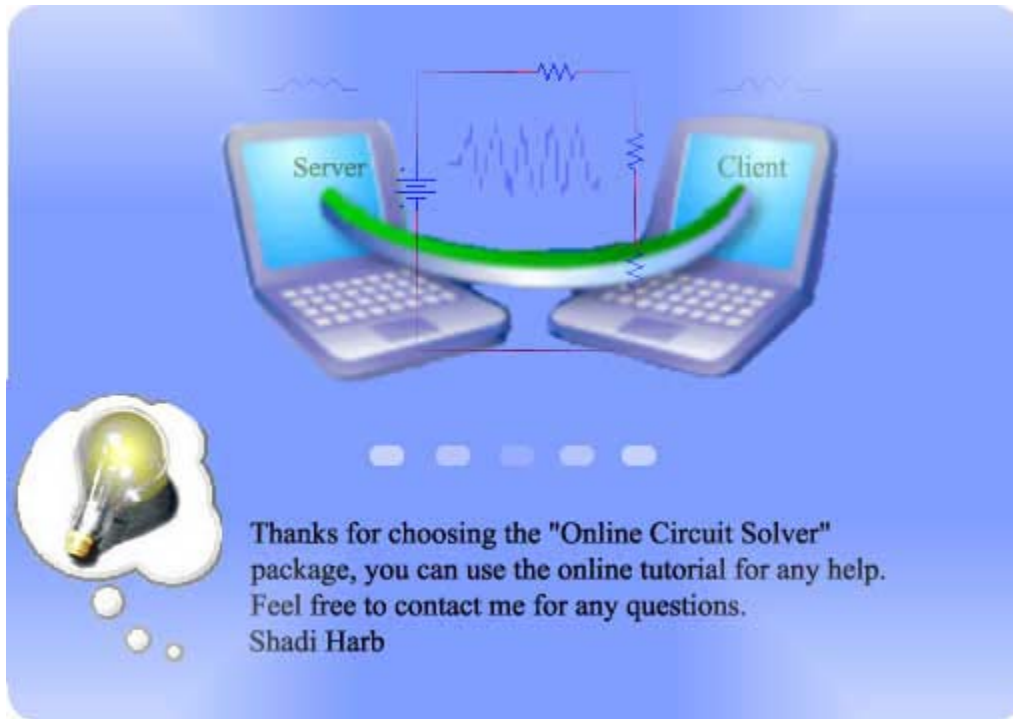 Server
Client
Thanks for choosing the "Online Circuit Solver"
package, you can use the online tutorial for any help.
Feel free to contact me for any questions.
Shadi Harb